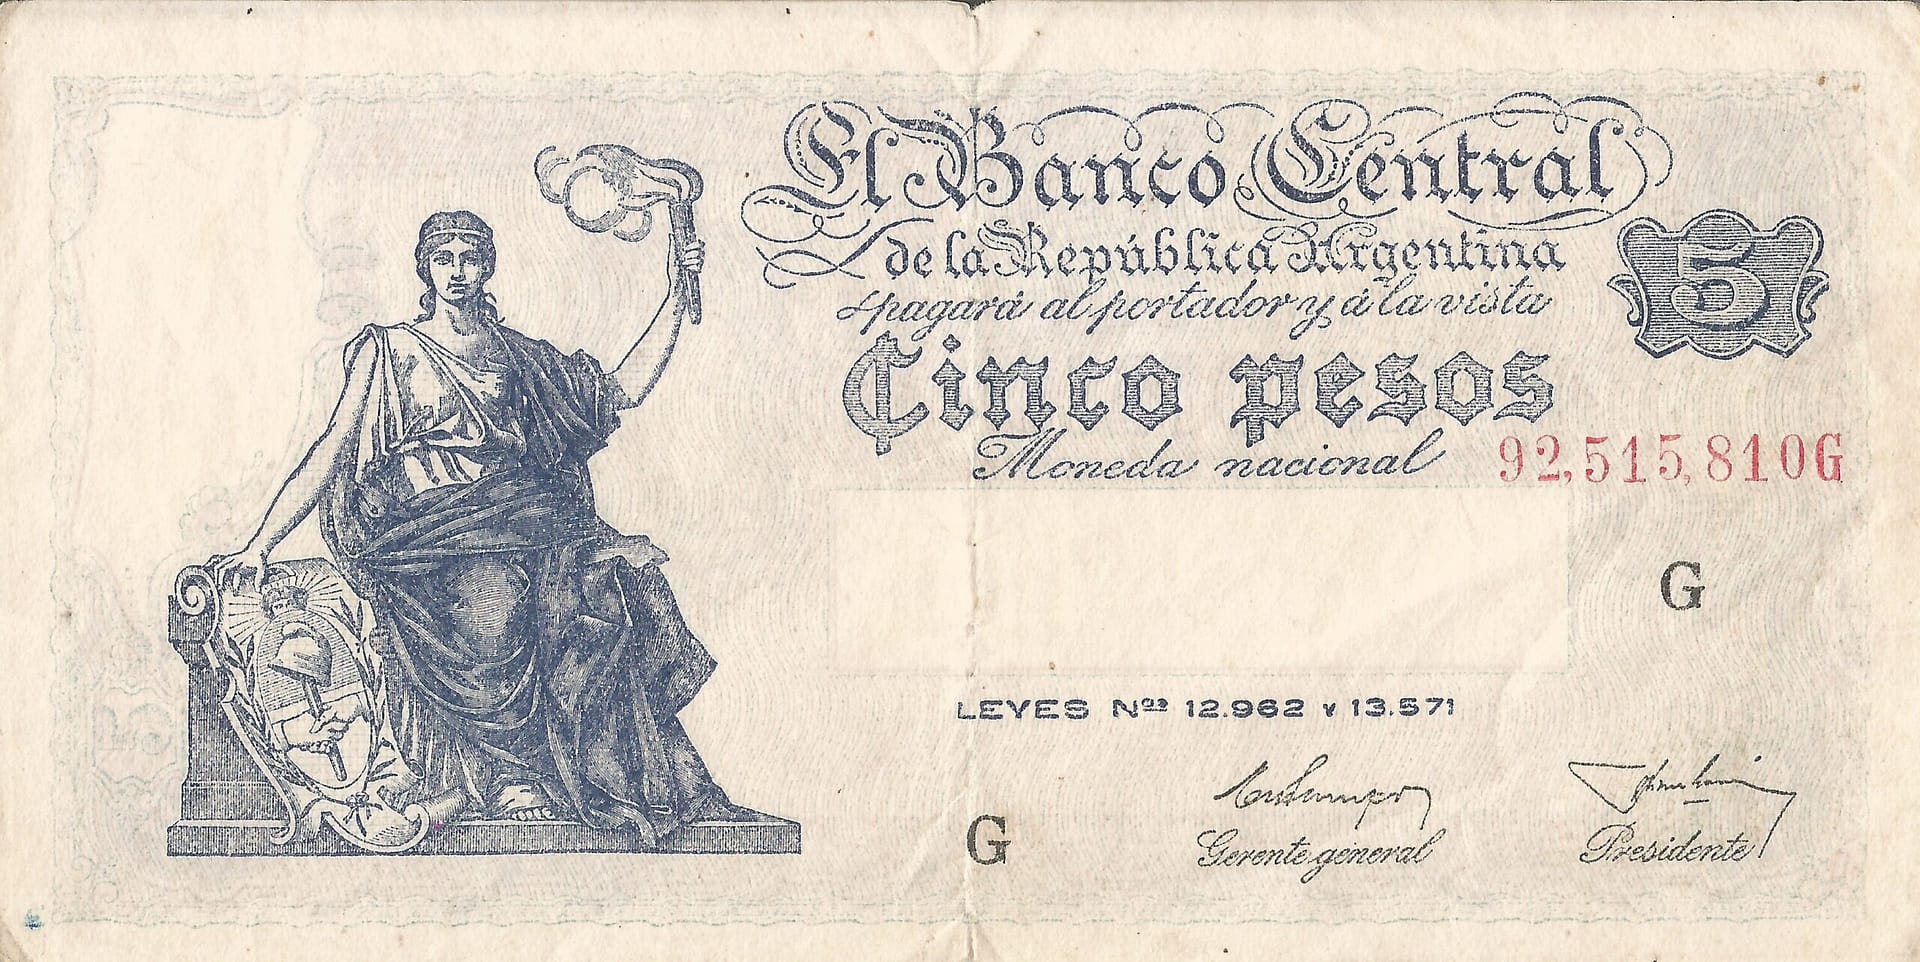 El Banco Central
de la República Argentina
pagará al portador y á la vista
5
Cinco pesos
Moneda nacional
92,515,810G
G
LEYES Nºs 12.962 Y 13.571
G
Gerente general
Presidente